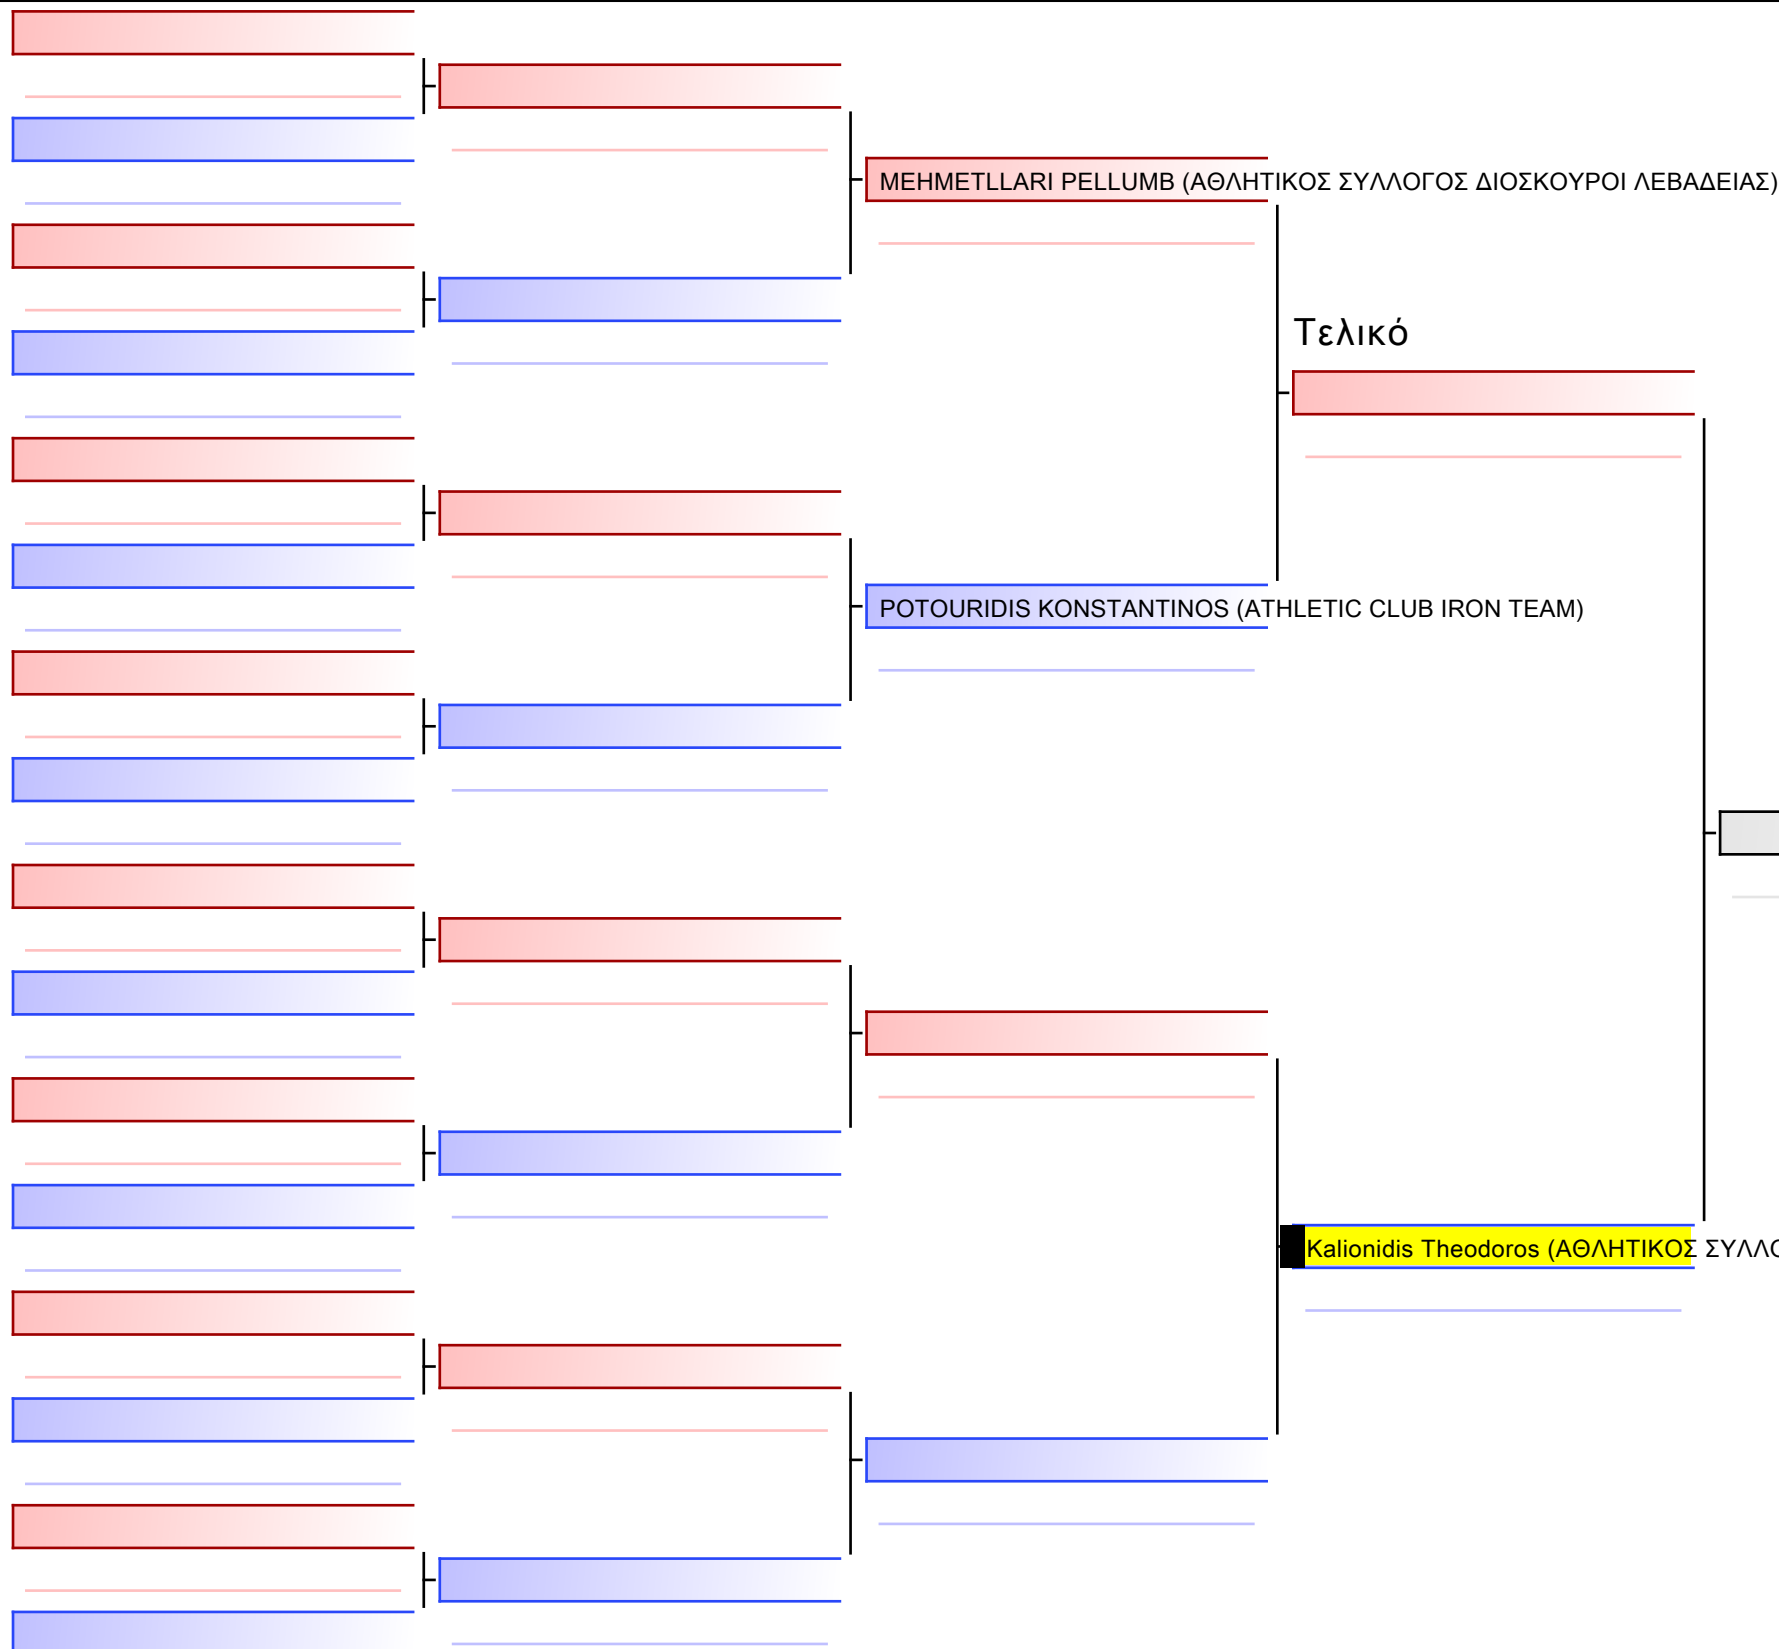 MEHMETLLARI PELLUMB (ΑΘΛΗΤΙΚΟΣ ΣΥΛΛΟΓΟΣ ΔΙΟΣΚΟΥΡΟΙ ΛΕΒΑΔΕΙΑΣ)
Τελικό
POTOURIDIS KONSTANTINOS (ATHLETIC CLUB IRON TEAM)
Kalionidis Theodoros (ΑΘΛΗΤΙΚΟΣ